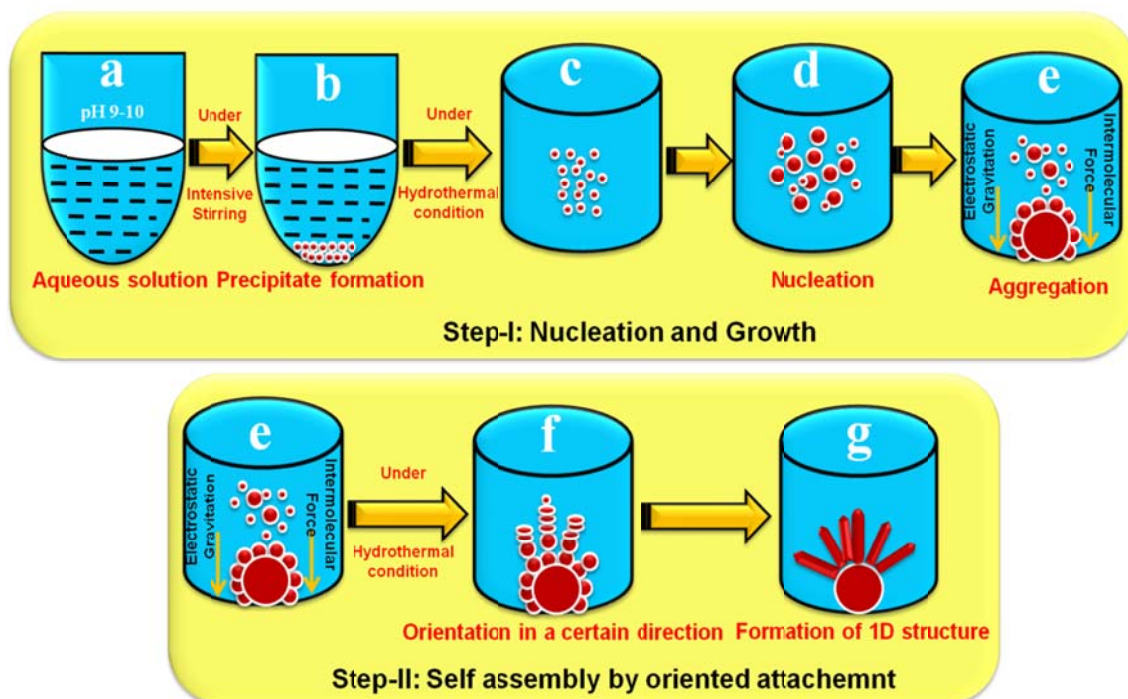 a
pH 9-10
Aqueous solution
Under
Intensive
Stirring
b
Precipitate formation
Under
Hydrothermal
condition
c
d
Nucleation
e
Electrostatic
Gravitation
Intermolecular
Force
Aggregation
Step-I: Nucleation and Growth
e
Electrostatic
Gravitation
Intermolecular
Force
Under
Hydrothermal
condition
f
Orientation in a certain direction
g
Formation of 1D structure
Step-II: Self assembly by oriented attachemnt